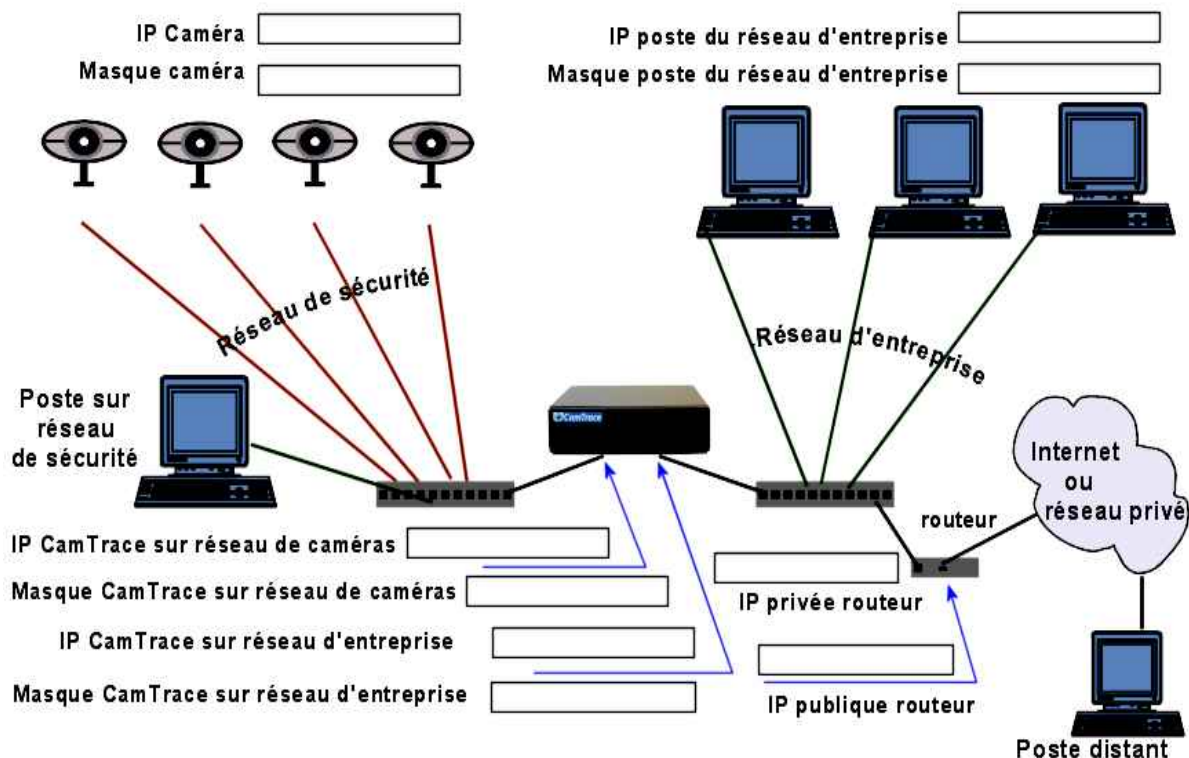 IP Caméra
Masque caméra
IP poste du réseau d'entreprise
Masque poste du réseau d'entreprise
Réseau de sécurité
.Réseau d'entreprise
Poste sur
réseau
de sécurité
CamTrace
Internet
ou
réseau privé
routeur
IP CamTrace sur réseau de caméras
Masque CamTrace sur réseau de caméras
IP privée routeur
IP CamTrace sur réseau d'entreprise
Masque CamTrace sur réseau d'entreprise
IP publique routeur
Poste distant